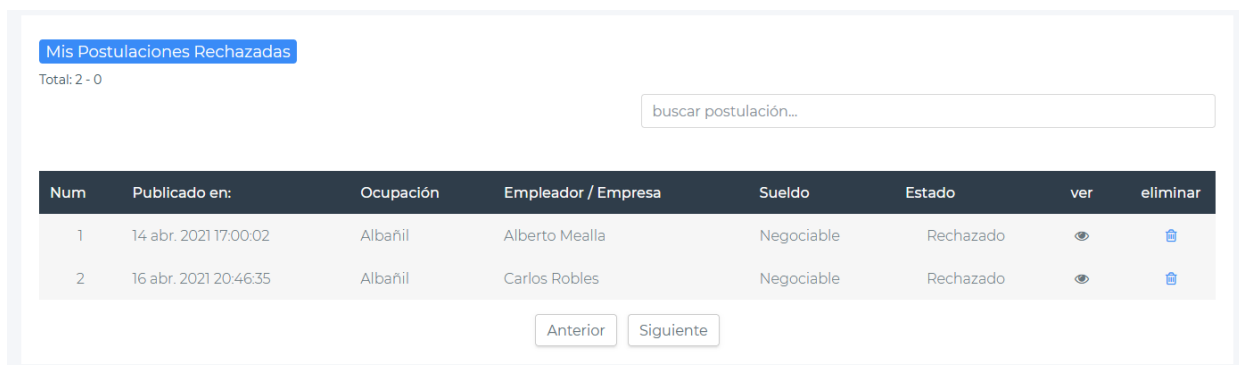 Mis Postulaciones Rechazadas
Total: 2 - 0
buscar postulación...
Num Publicado en: Ocupación Empleador / Empresa Sueldo Estado ver eliminar
1 14 abr. 2021 17:00:02 Albañil Alberto Mealla Negociable Rechazado
2 16 abr. 2021 20:46:35 Albañil Carlos Robles Negociable Rechazado
Anterior Siguiente